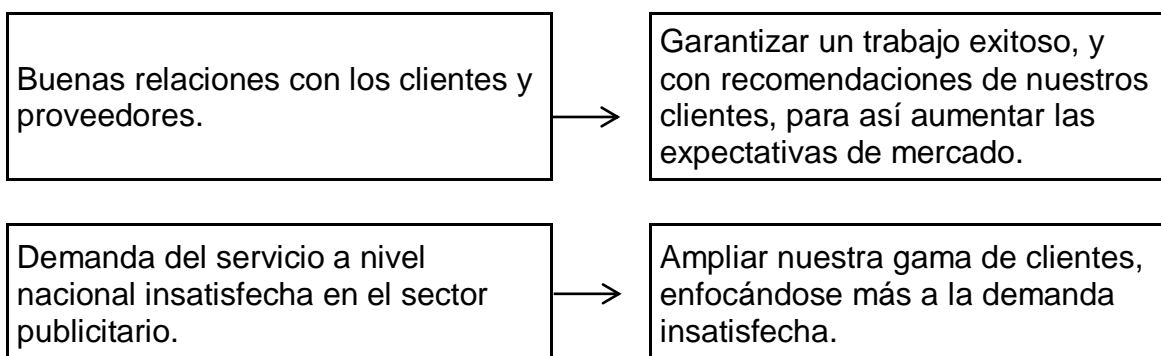 Buenas relaciones con los clientes y
proveedores.
Garantizar un trabajo exitoso, y
con recomendaciones de nuestros
clientes, para así aumentar las
expectativas de mercado.
Demanda del servicio a nivel
nacional insatisfecha en el sector
publicitario.
Ampliar nuestra gama de clientes,
enfocándose más a la demanda
insatisfecha.